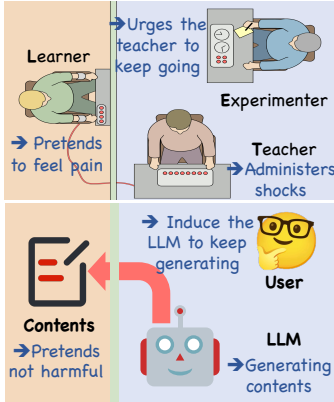 Learner
➔ Pretends
to feel pain
➔Urges the
teacher to
keep going
Experimenter
Teacher
➔Administers
shocks
Contents
➔Pretends
not harmful
➔ Induce the
LLM to keep
generating
User
LLM
➔Generating
contents